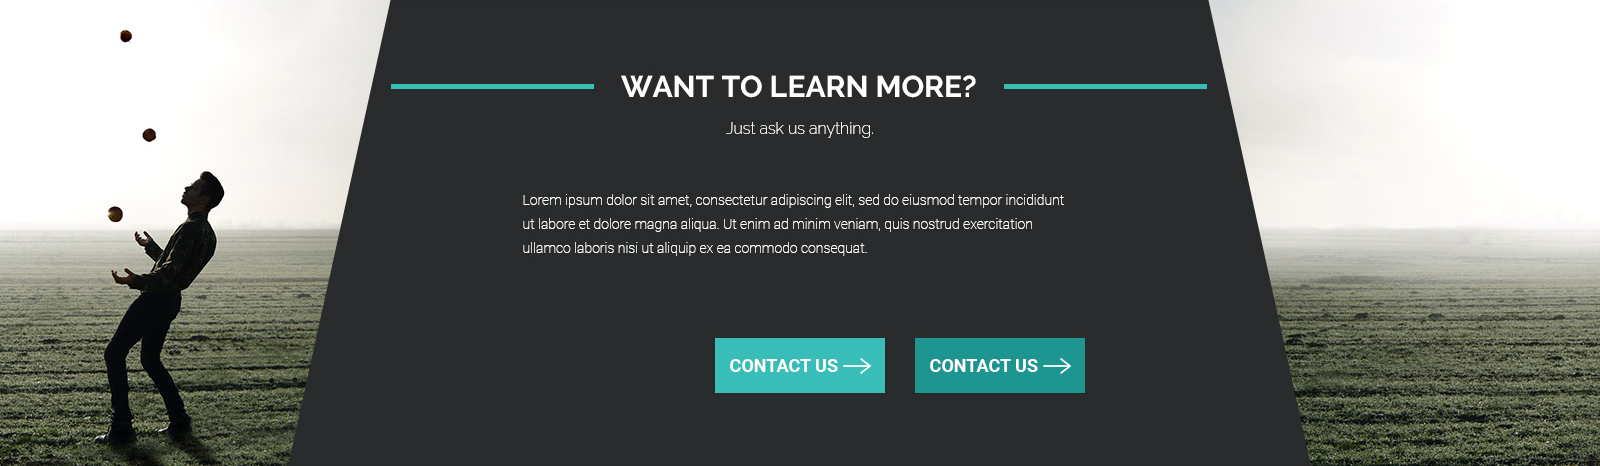 WANT TO LEARN MORE?
Just ask us anything.
Lorem ipsum dolor sit amet, consectetur adipiscing elit, sed do eiusmod tempor incididunt
ut labore et dolore magna aliqua. Ut enim ad minim veniam, quis nostrud exercitation
ullamco laboris nisi ut aliquip ex ea commodo consequat.
CONTACT US
CONTACT US